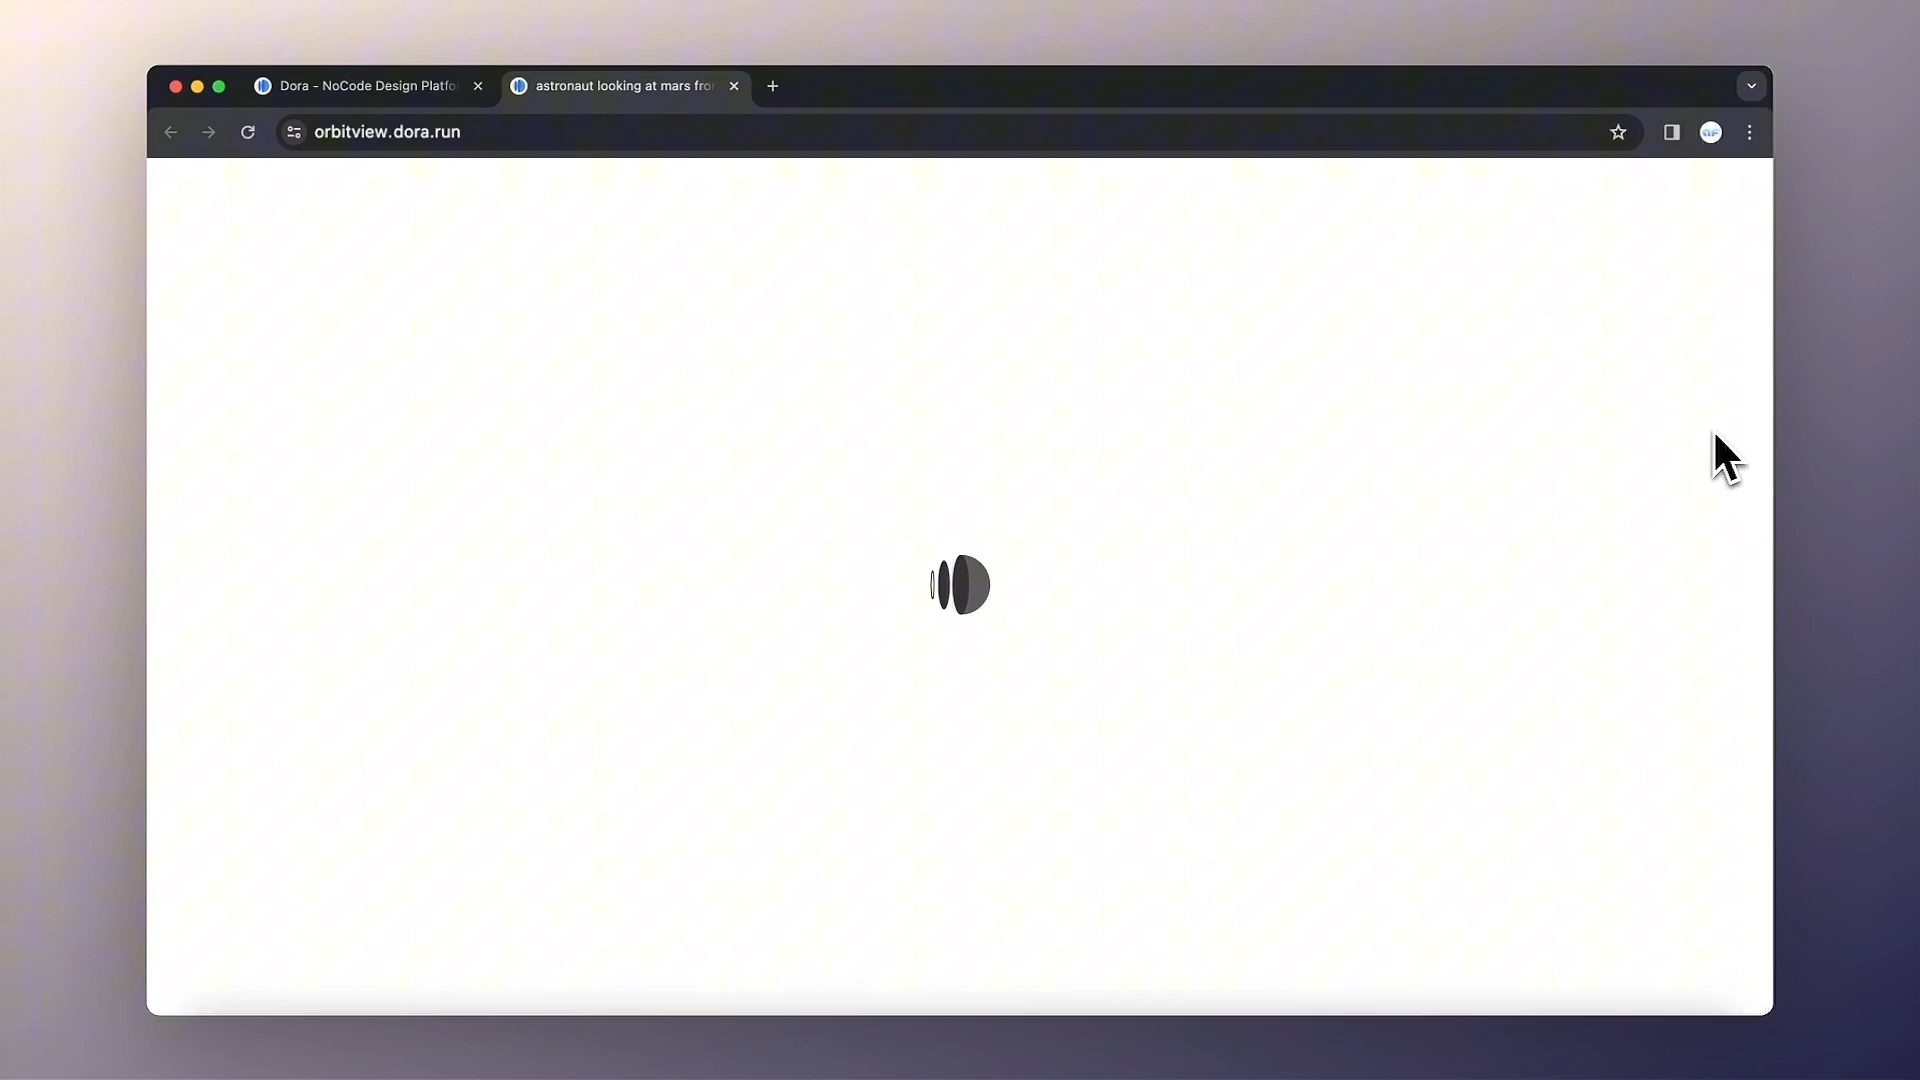 Dora - NoCode Design Platfo
astronaut looking at mars fro
orbitview.dora.run